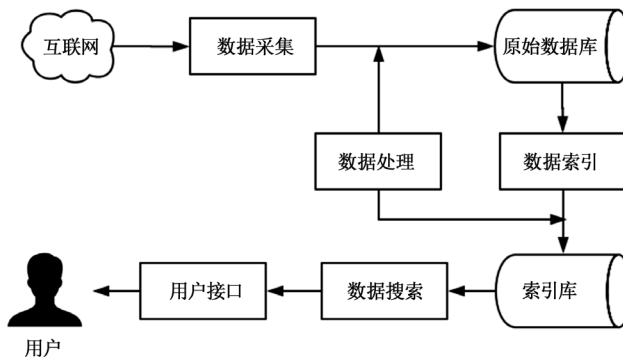 互联网
数据采集
原始数据库
数据处理
数据索引
用户接口
数据搜索
索引库
用户